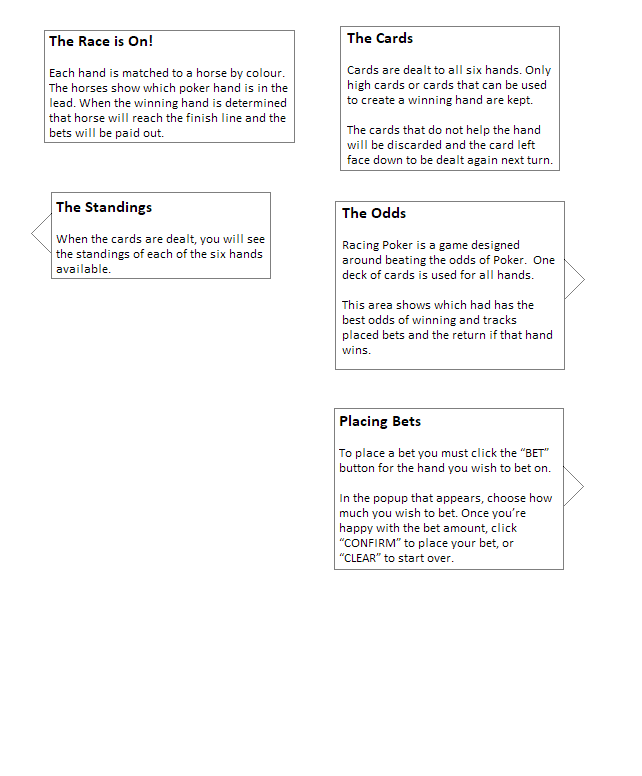 The Race is On!
Each hand is matched to a horse by colour.
The horses show which poker hand is in the
lead. When the winning hand is determined
that horse will reach the finish line and the
bets will be paid out.
The Cards
Cards are dealt to all six hands. Only
high cards or cards that can be used
to create a winning hand are kept.
The cards that do not help the hand
will be discarded and the card left
face down to be dealt again next turn.
The Standings
When the cards are dealt, you will see
the standings of each of the six hands
available.
The Odds
Racing Poker is a game designed
around beating the odds of Poker.  One
deck of cards is used for all hands.
This area shows which had has the
best odds of winning and tracks
placed bets and the return if that hand
wins.
Placing Bets
To place a bet you must click the “BET”
button for the hand you wish to bet on.
In the popup that appears, choose how
much you wish to bet. Once you’re
happy with the bet amount, click
“CONFIRM” to place your bet, or
“CLEAR” to start over.